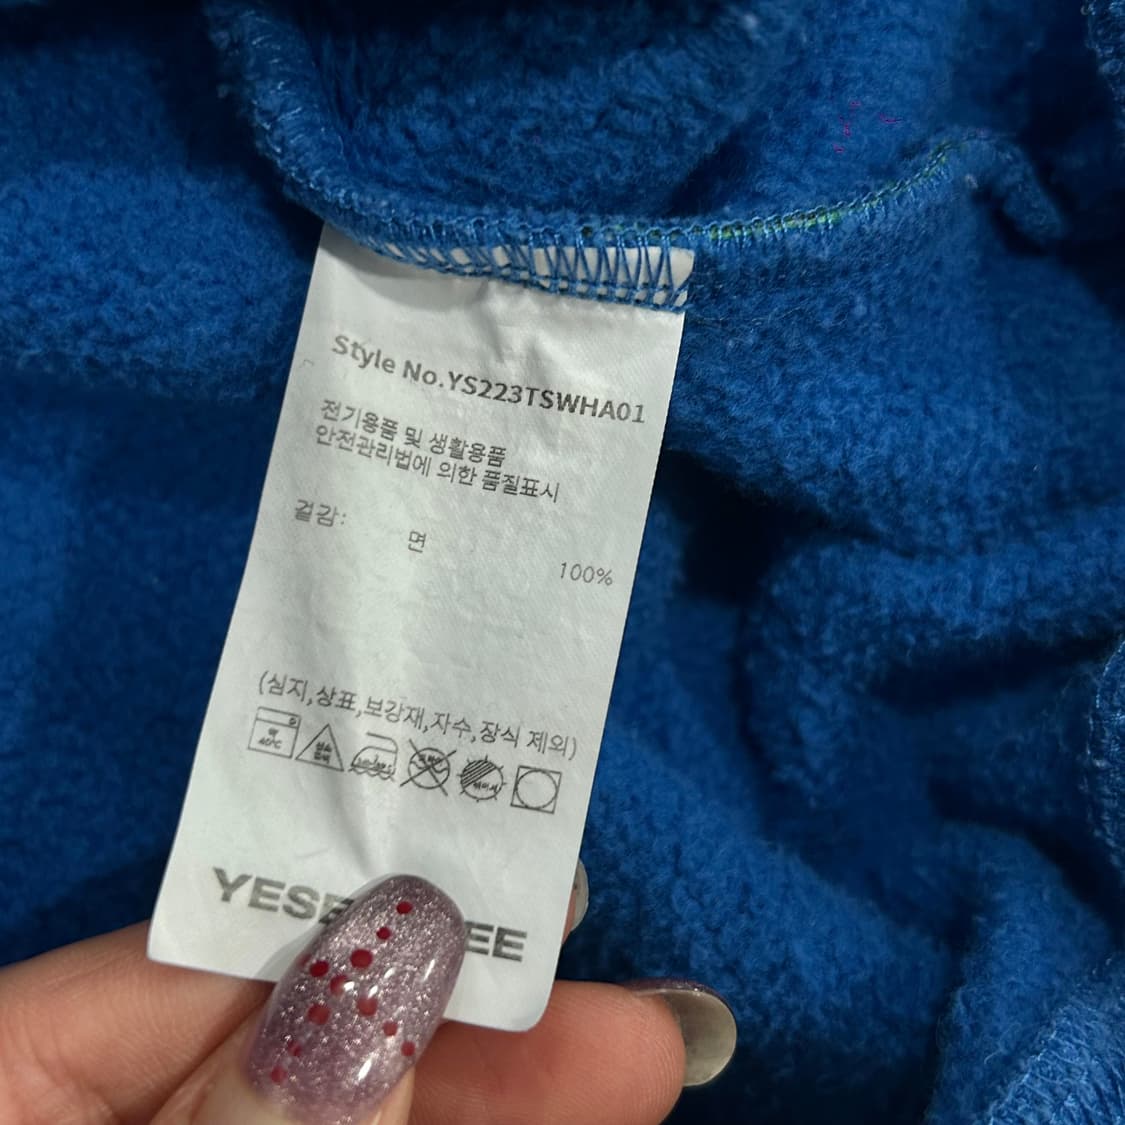 Style No.YS223TSWHA01
전기용품 및 생활용품
안전관리법에 의한 품질표시
겉감:
면
100%
(심지,상표,보강재,자수,장식 제외)
약
40℃